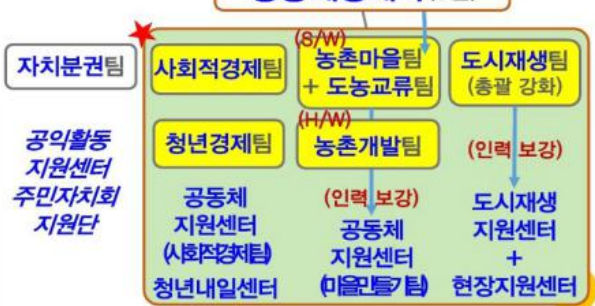 (S/W)
자치분권팀
사회적경제팀
농촌마을팀
+ 도농교류팀
도시재생팀
(총괄 강화)
(H/W)
청년경제팀
농촌개발팀
(인력 보강)
공익활동
지원센터
주민자치회
지원단
공동체
지원센터
(사회적경제팀)
청년내일센터
(인력 보강)
공동체
지원센터
(마을만들기팀)
도시재생
지원센터
+
현장지원센터